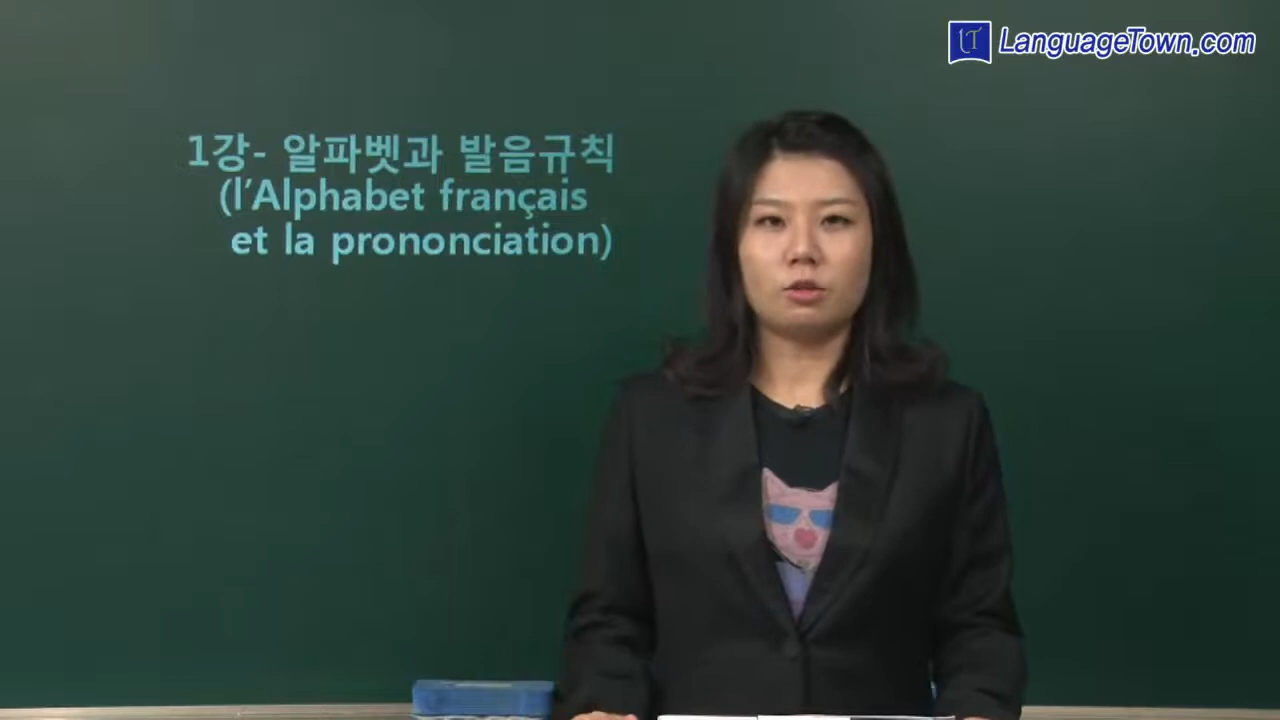 LanguageTown.com
1강- 알파벳과 발음규칙
(l'Alphabet français
et la prononciation)